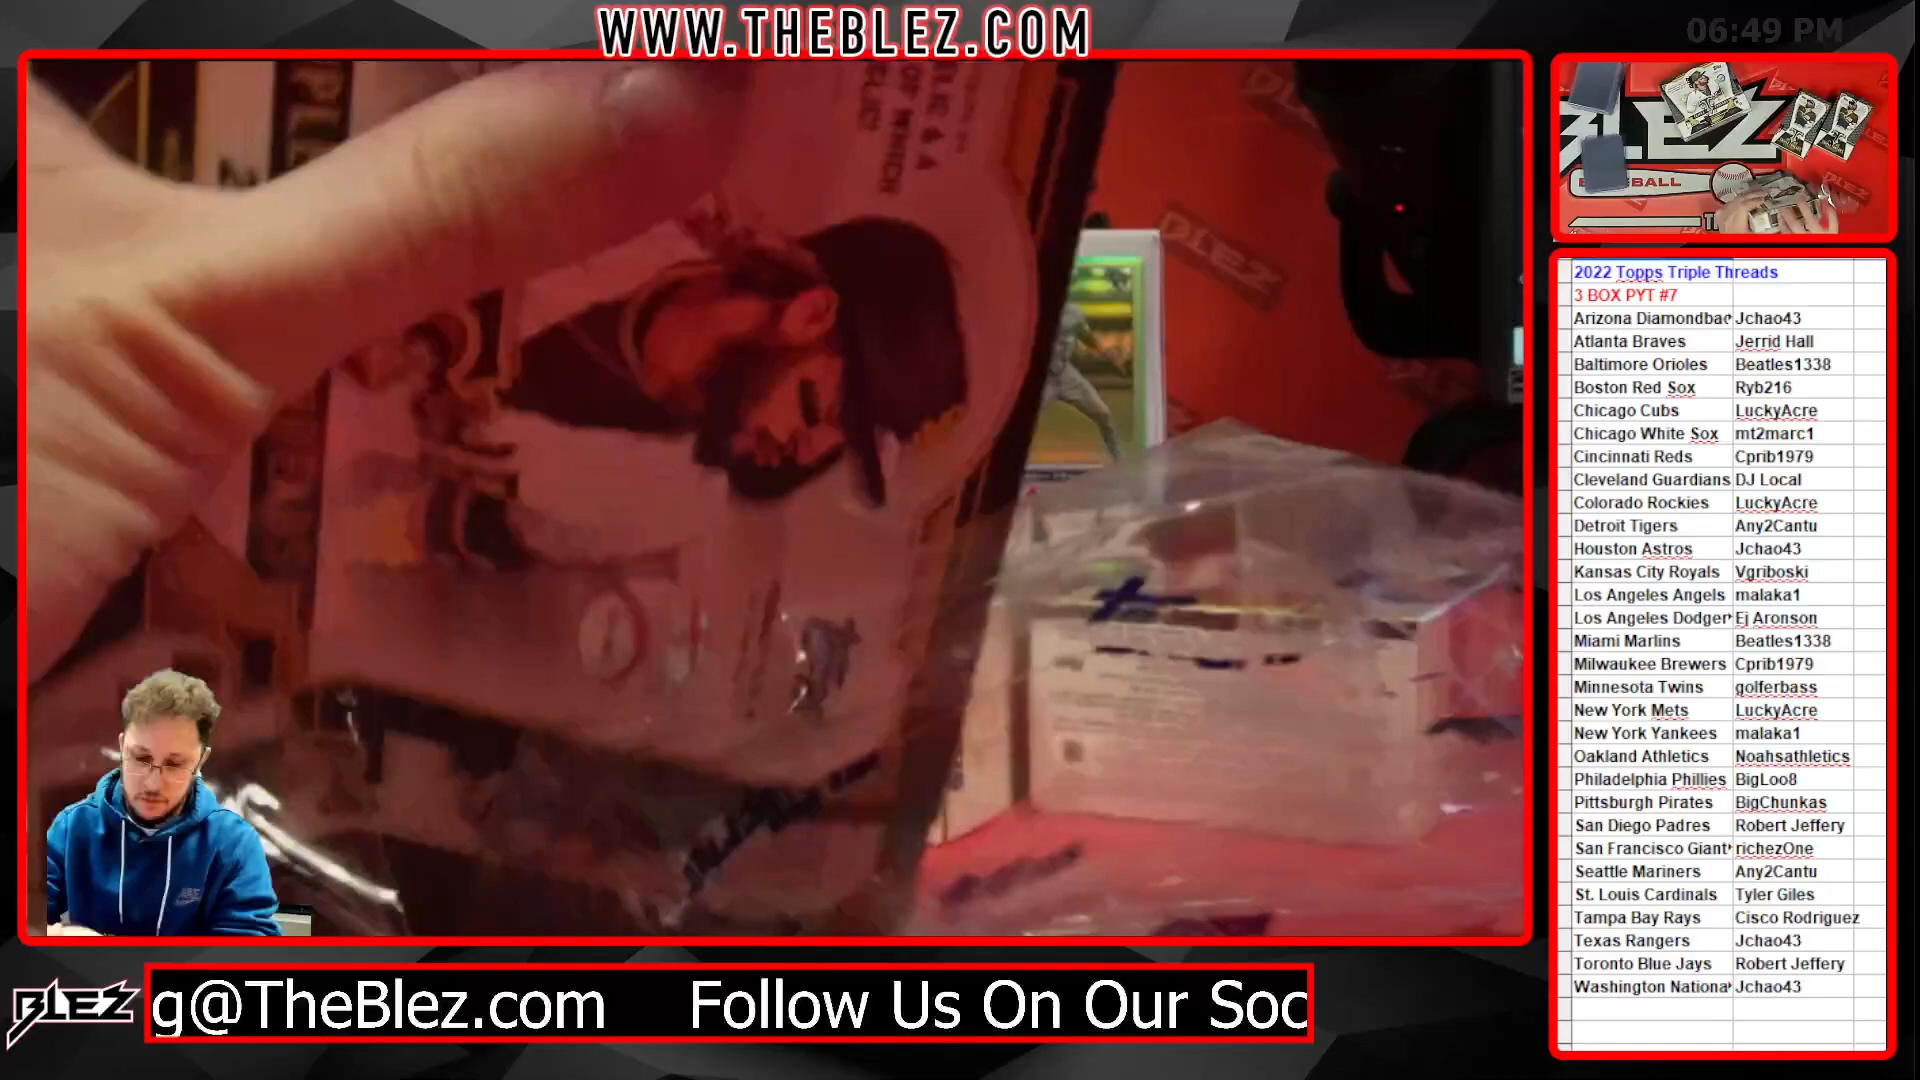 WWW.THEBLEZ.COM
06:49 PM
BLEZ
BLEZ
BALL
2022 Topps Triple Threads
3 BOX PYT #7
Arizona Diamondbac Jchao43
Atlanta Braves Jerrid Hall
Baltimore Orioles Beatles1338
Boston Red Sox Ryb216
Chicago Cubs LuckyAcre
Chicago White Sox mt2marc1
Cincinnati Reds Cprib1979
Cleveland Guardians DJ Local
Colorado Rockies LuckyAcre
Detroit Tigers Any2Cantu
Houston Astros Jchao43
Kansas City Royals Vgriboski
Los Angeles Angels malaka1
Los Angeles Dodger Ej Aronson
Miami Marlins Beatles1338
Milwaukee Brewers Cprib1979
Minnesota Twins golferbass
New York Mets LuckyAcre
New York Yankees malaka1
Oakland Athletics Noahsathletics
Philadelphia Phillies BigLoo8
Pittsburgh Pirates BigChunkas
San Diego Padres Robert Jeffery
San Francisco Giant richezOne
Seattle Mariners Any2Cantu
St. Louis Cardinals Tyler Giles
Tampa Bay Rays Cisco Rodriguez
Texas Rangers Jchao43
Toronto Blue Jays Robert Jeffery
Washington Nationa Jchao43
BLEZ
g@TheBlez.com Follow Us On Our Soc